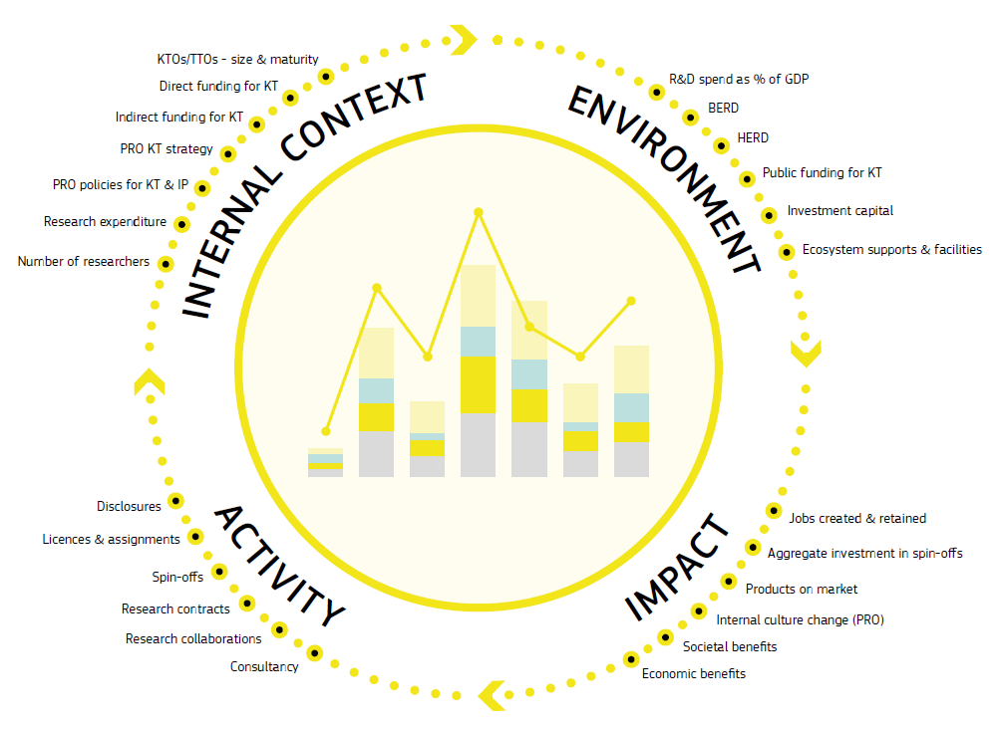 INTERNAL CONTEXT
KTOs/TTOs - size & maturity
Direct funding for KT
Indirect funding for KT
PRO KT strategy
PRO policies for KT & IP
Research expenditure
Number of researchers
ENVIRONMENT
R&D spend as % of GDP
BERD
HERD
Public funding for KT
Investment capital
Ecosystem supports & facilities
IMPACT
Jobs created & retained
Aggregate investment in spin-offs
Products on market
Internal culture change (PRO)
Societal benefits
Economic benefits
ACTIVITY
Disclosures
Licences & assignments
Spin-offs
Research contracts
Research collaborations
Consultancy